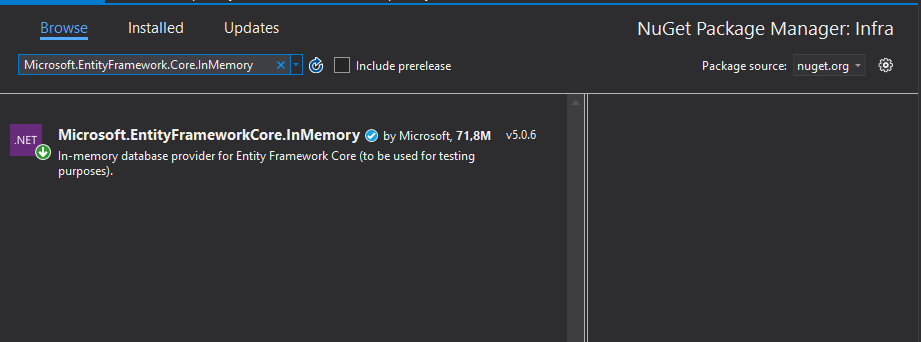 Browse Installed Updates NuGet Package Manager: Infra
Microsoft.EntityFramework.Core.InMemory Include prerelease Package source: nuget.org
.NET Microsoft.EntityFrameworkCore.InMemory by Microsoft, 71,8M v5.0.6
In-memory database provider for Entity Framework Core (to be used for testing
purposes).